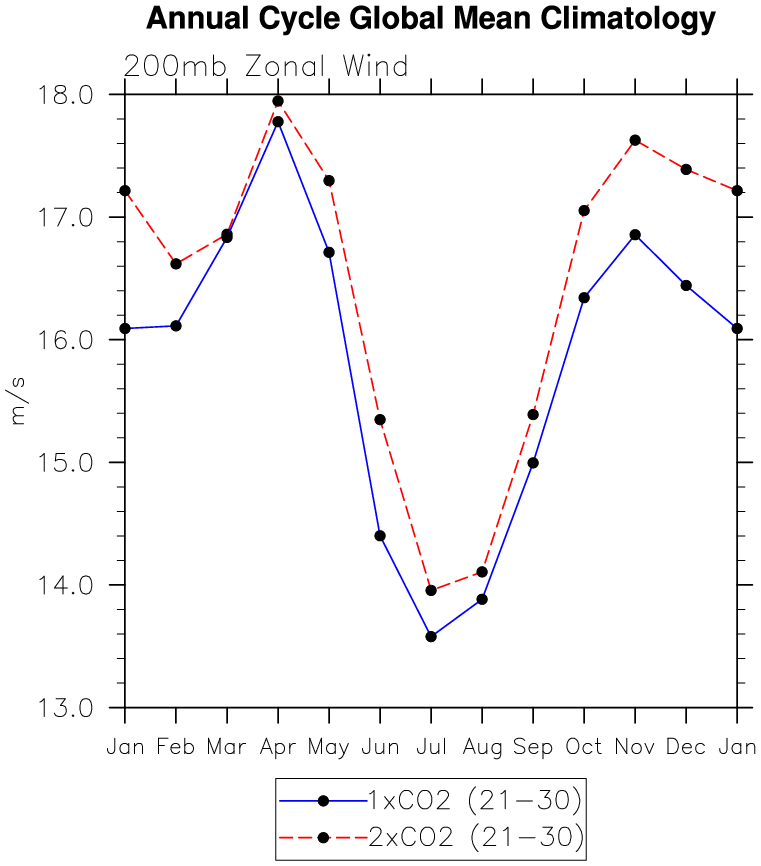 Annual Cycle Global Mean Climatology
200mb Zonal Wind
18.0
17.0
16.0
15.0
14.0
13.0
m/s
Jan Feb Mar Apr May Jun Jul Aug Sep Oct Nov Dec Jan
1xCO2 (21-30)
2xCO2 (21-30)